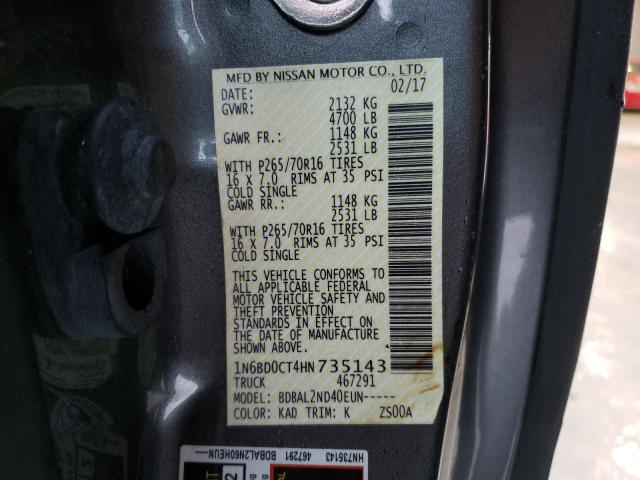 MFD BY NISSAN MOTOR CO., LTD.
DATE: 02/17
GVWR: 2132 KG
4700 LB
GAWR FR.: 1148 KG
2531 LB
WITH P265/70R16 TIRES
16 X 7.0 RIMS AT 35 PSI
COLD SINGLE
GAWR RR.: 1148 KG
2531 LB
WITH P265/70R16 TIRES
16 X 7.0 RIMS AT 35 PSI
COLD SINGLE
THIS VEHICLE CONFORMS TO
ALL APPLICABLE FEDERAL
MOTOR VEHICLE SAFETY AND
THEFT PREVENTION
STANDARDS IN EFFECT ON
THE DATE OF MANUFACTURE
SHOWN ABOVE.
1N6BD0CT4HN735143
TRUCK 467291
MODEL: BDBAL2ND40EUN-----
COLOR: KAD TRIM: K ZS00A
HN735143
467291 BDBAL2N60HEUN